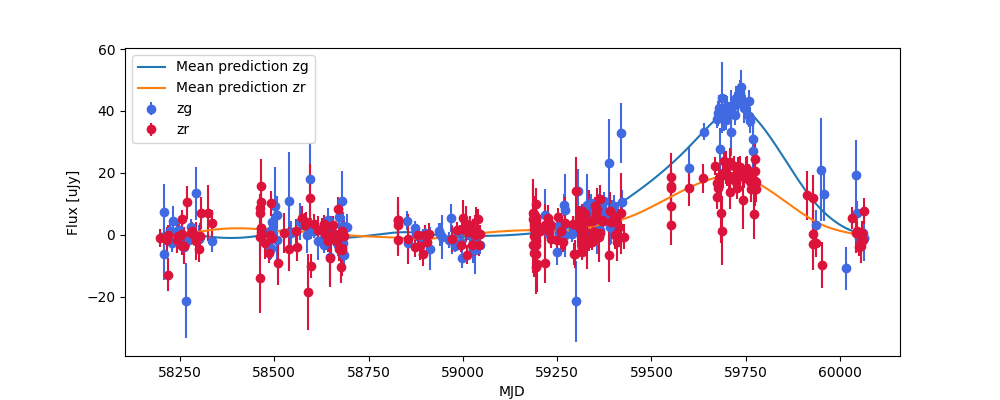 60
40
20
0
−20
Flux [uJy]
Mean prediction zg
Mean prediction zr
zg
zr
58250 58500 58750 59000 59250 59500 59750 60000
MJD